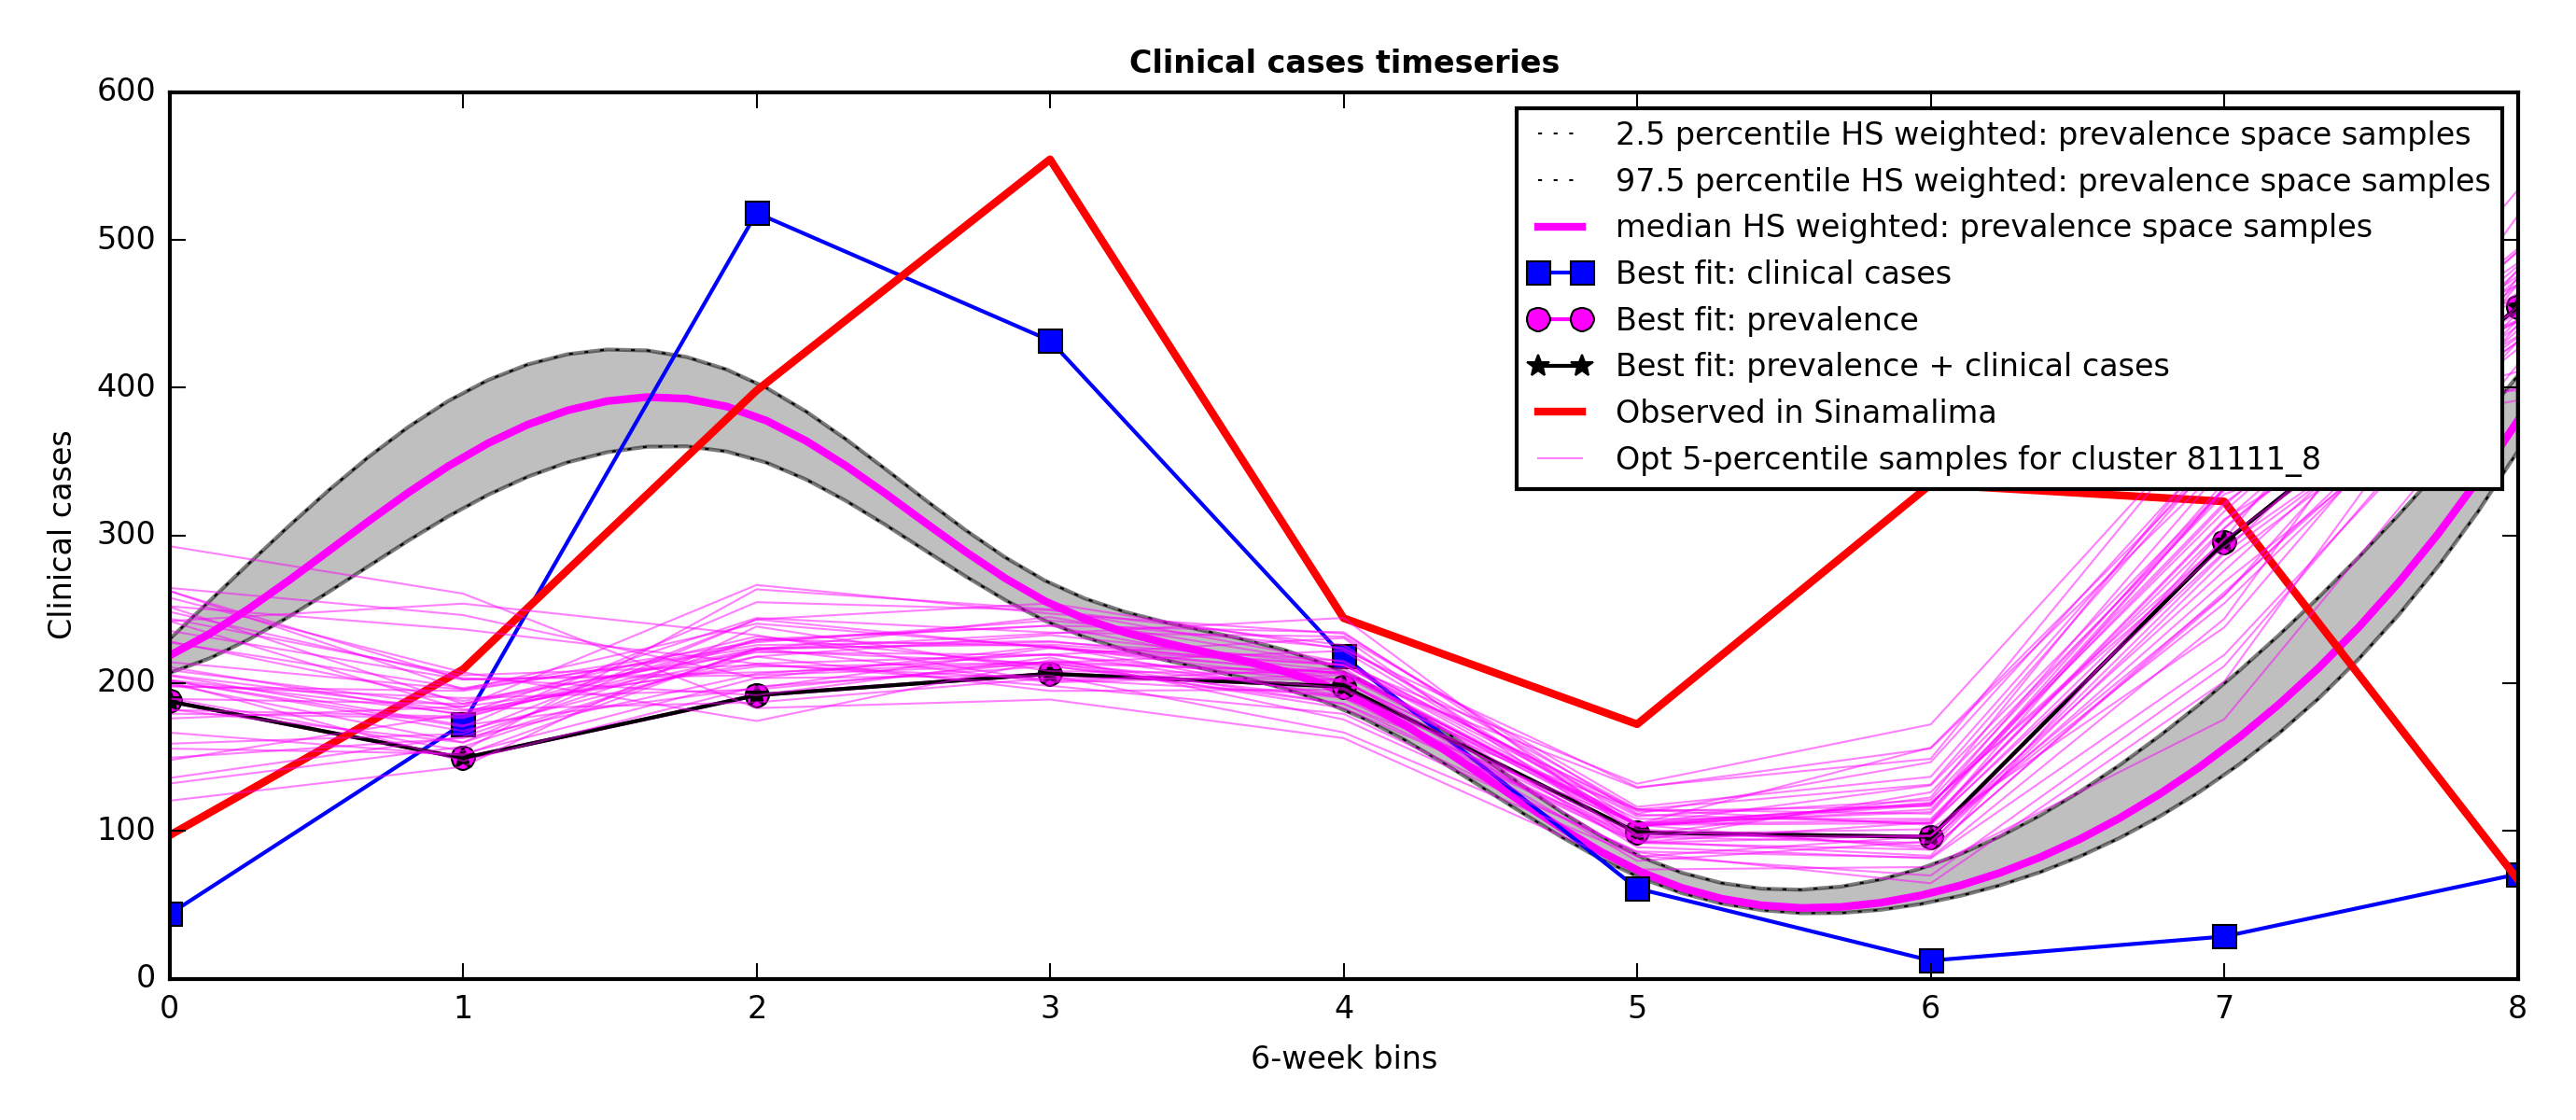 Clinical cases timeseries
600
500
400
300
200
100
0
Clinical cases
2.5 percentile HS weighted: prevalence space samples
97.5 percentile HS weighted: prevalence space samples
median HS weighted: prevalence space samples
Best fit: clinical cases
Best fit: prevalence
Best fit: prevalence + clinical cases
Observed in Sinamalima
Opt 5-percentile samples for cluster 81111_8
0 1 2 3 4 5 6 7 8
6-week bins